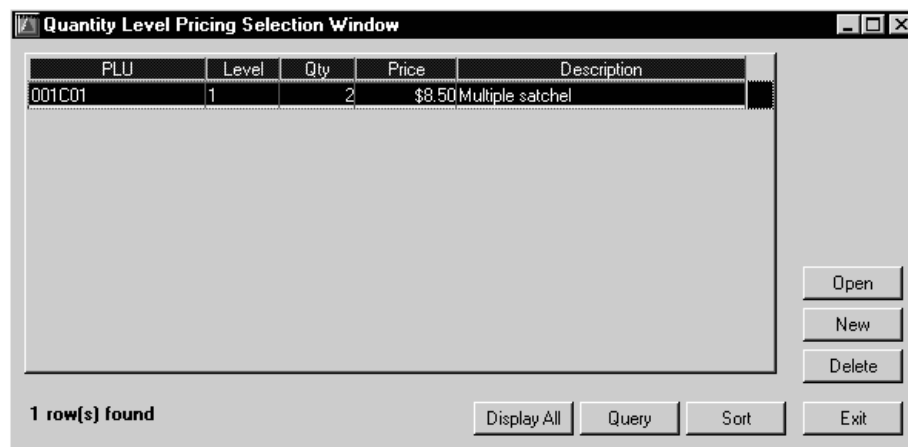 Quantity Level Pricing Selection Window
PLU Level Qty Price Description
001C01 1 2 $8.50 Multiple satchel
Open
New
Delete
1 row(s) found Display All Query Sort Exit